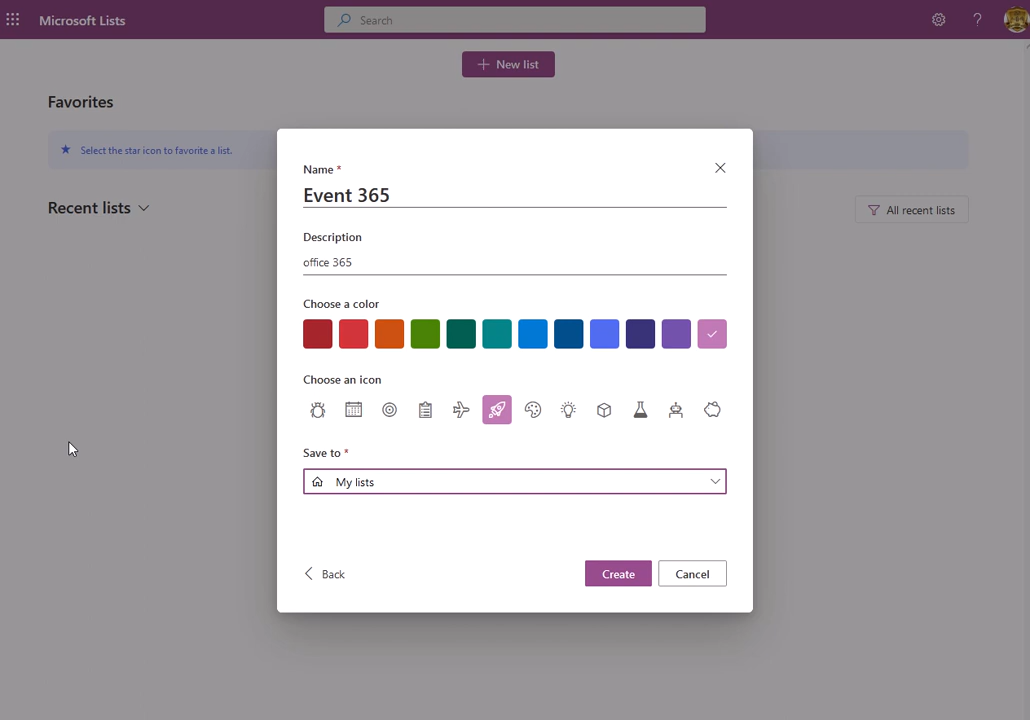 Microsoft Lists
Search
?
+ New list
Favorites
Select the star icon to favorite a list.
Recent lists
All recent lists
Name *
Event 365
Description
office 365
Choose a color
Choose an icon
Save to *
My lists
Back
Create
Cancel